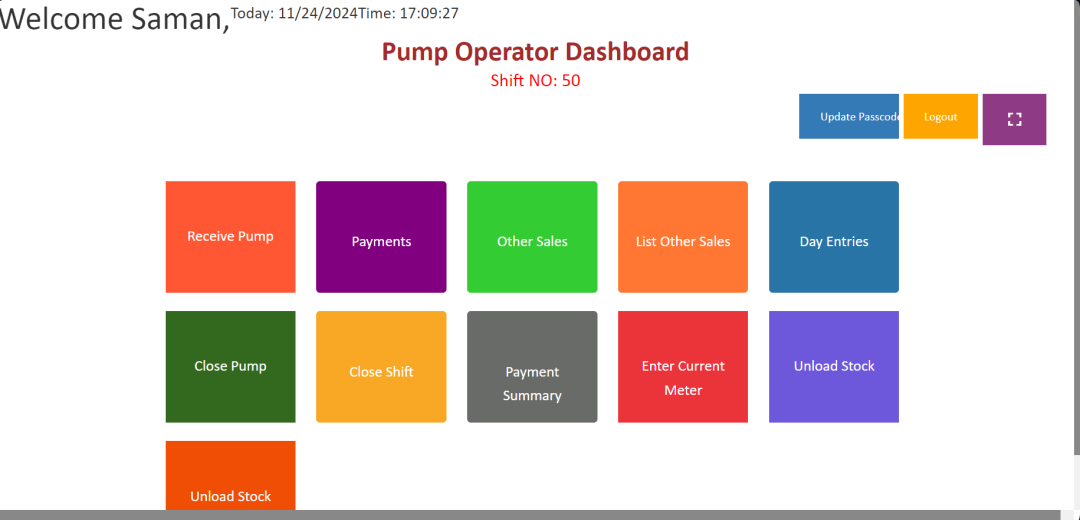 Welcome Saman, Today: 11/24/2024Time: 17:09:27
Pump Operator Dashboard
Shift NO: 50
Update Passcode Logout
Receive Pump Payments Other Sales List Other Sales Day Entries
Close Pump Close Shift Payment Summary Enter Current Meter Unload Stock
Unload Stock